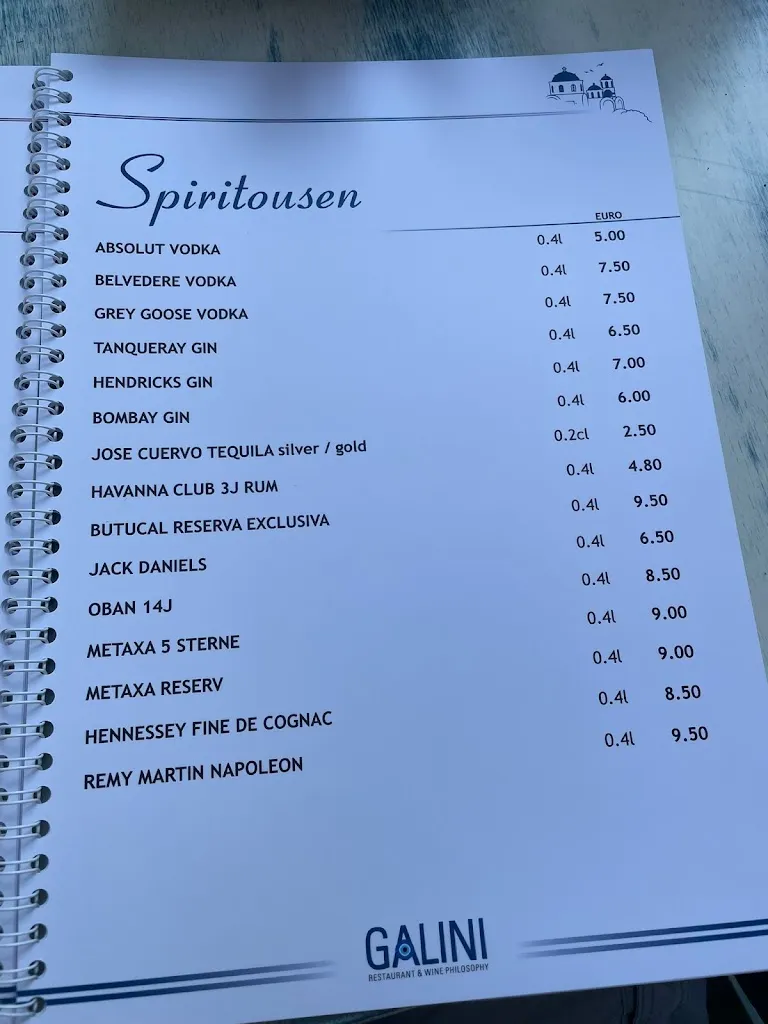 Spiritousen
EURO
ABSOLUT VODKA 0.4l 5.00
BELVEDERE VODKA 0.4l 7.50
GREY GOOSE VODKA 0.4l 7.50
TANQUERAY GIN 0.4l 6.50
HENDRICKS GIN 0.4l 7.00
BOMBAY GIN 0.4l 6.00
JOSE CUERVO TEQUILA silver / gold 0.2cl 2.50
HAVANNA CLUB 3J RUM 0.4l 4.80
BUTUCAL RESERVA EXCLUSIVA 0.4l 9.50
JACK DANIELS 0.4l 6.50
OBAN 14J 0.4l 8.50
METAXA 5 STERNE 0.4l 9.00
METAXA RESERV 0.4l 9.00
HENNESSEY FINE DE COGNAC 0.4l 8.50
REMY MARTIN NAPOLEON 0.4l 9.50
GALINI
RESTAURANT & WINE PHILOSOPHY